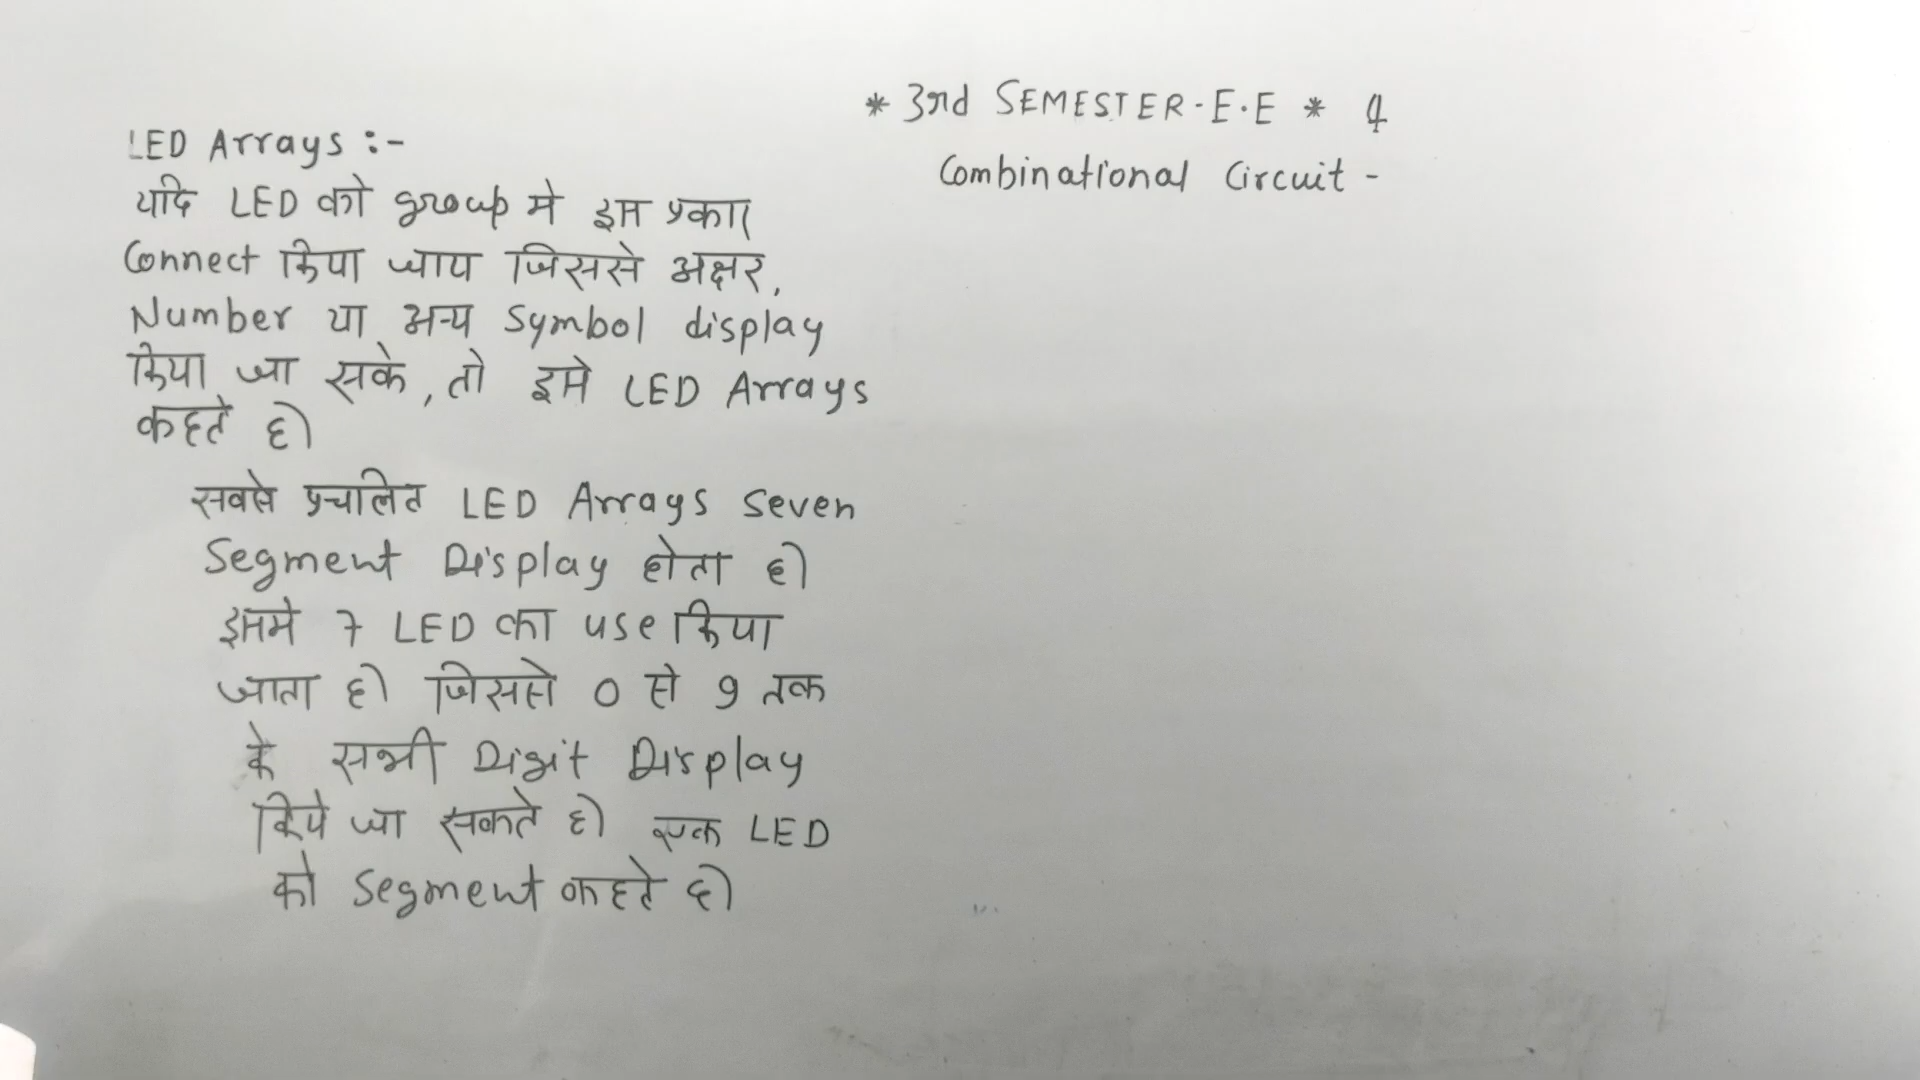 * 3rd SEMESTER-E.E * 4
Combinational Circuit -
LED Arrays :-
यदि LED को group मे इस प्रकार
Connect किया जाय जिससे अक्षर,
Number या अन्य Symbol display
किया जा सके, तो इसे LED Arrays
कहते है।
सबसे प्रचलित LED Arrays Seven
Segment Display होता है।
इसमे 7 LED का use किया
जाता है। जिससे 0 से 9 तक
के सभी Digit Display
किये जा सकते है। एक LED
को Segment कहते है।